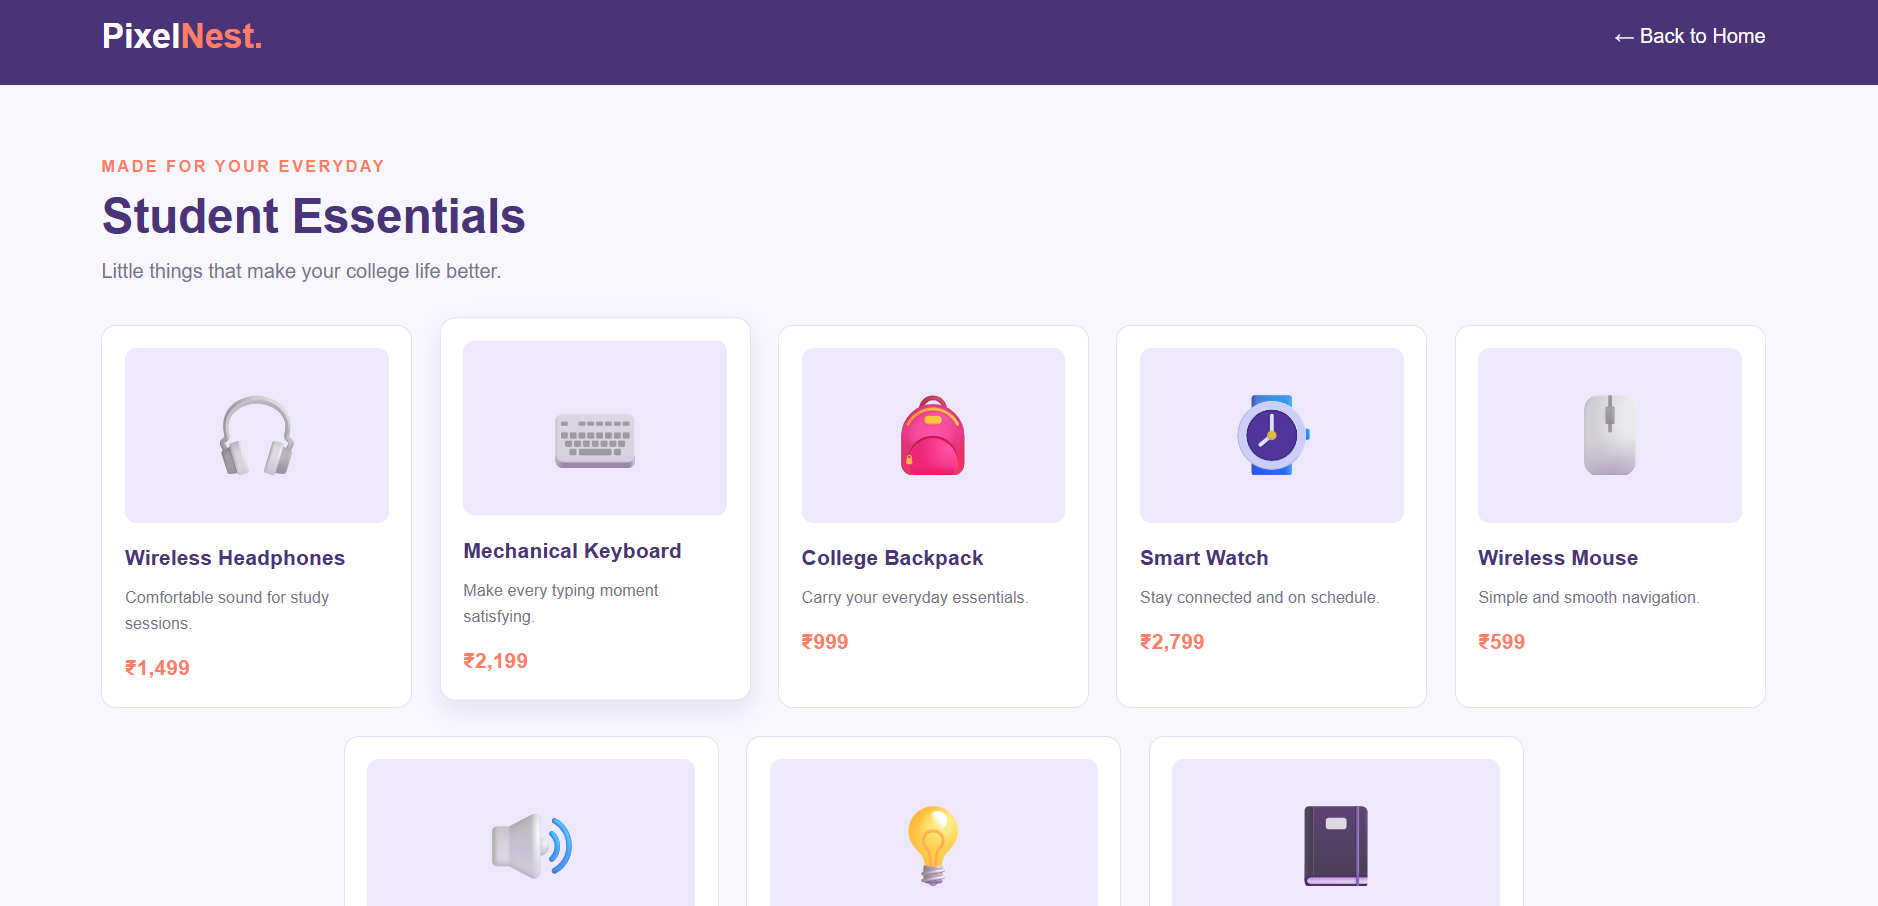 PixelNest.
← Back to Home
MADE FOR YOUR EVERYDAY
Student Essentials
Little things that make your college life better.
Wireless Headphones
Comfortable sound for study
sessions.
₹1,499
Mechanical Keyboard
Make every typing moment
satisfying.
₹2,199
College Backpack
Carry your everyday essentials.
₹999
Smart Watch
Stay connected and on schedule.
₹2,799
Wireless Mouse
Simple and smooth navigation.
₹599